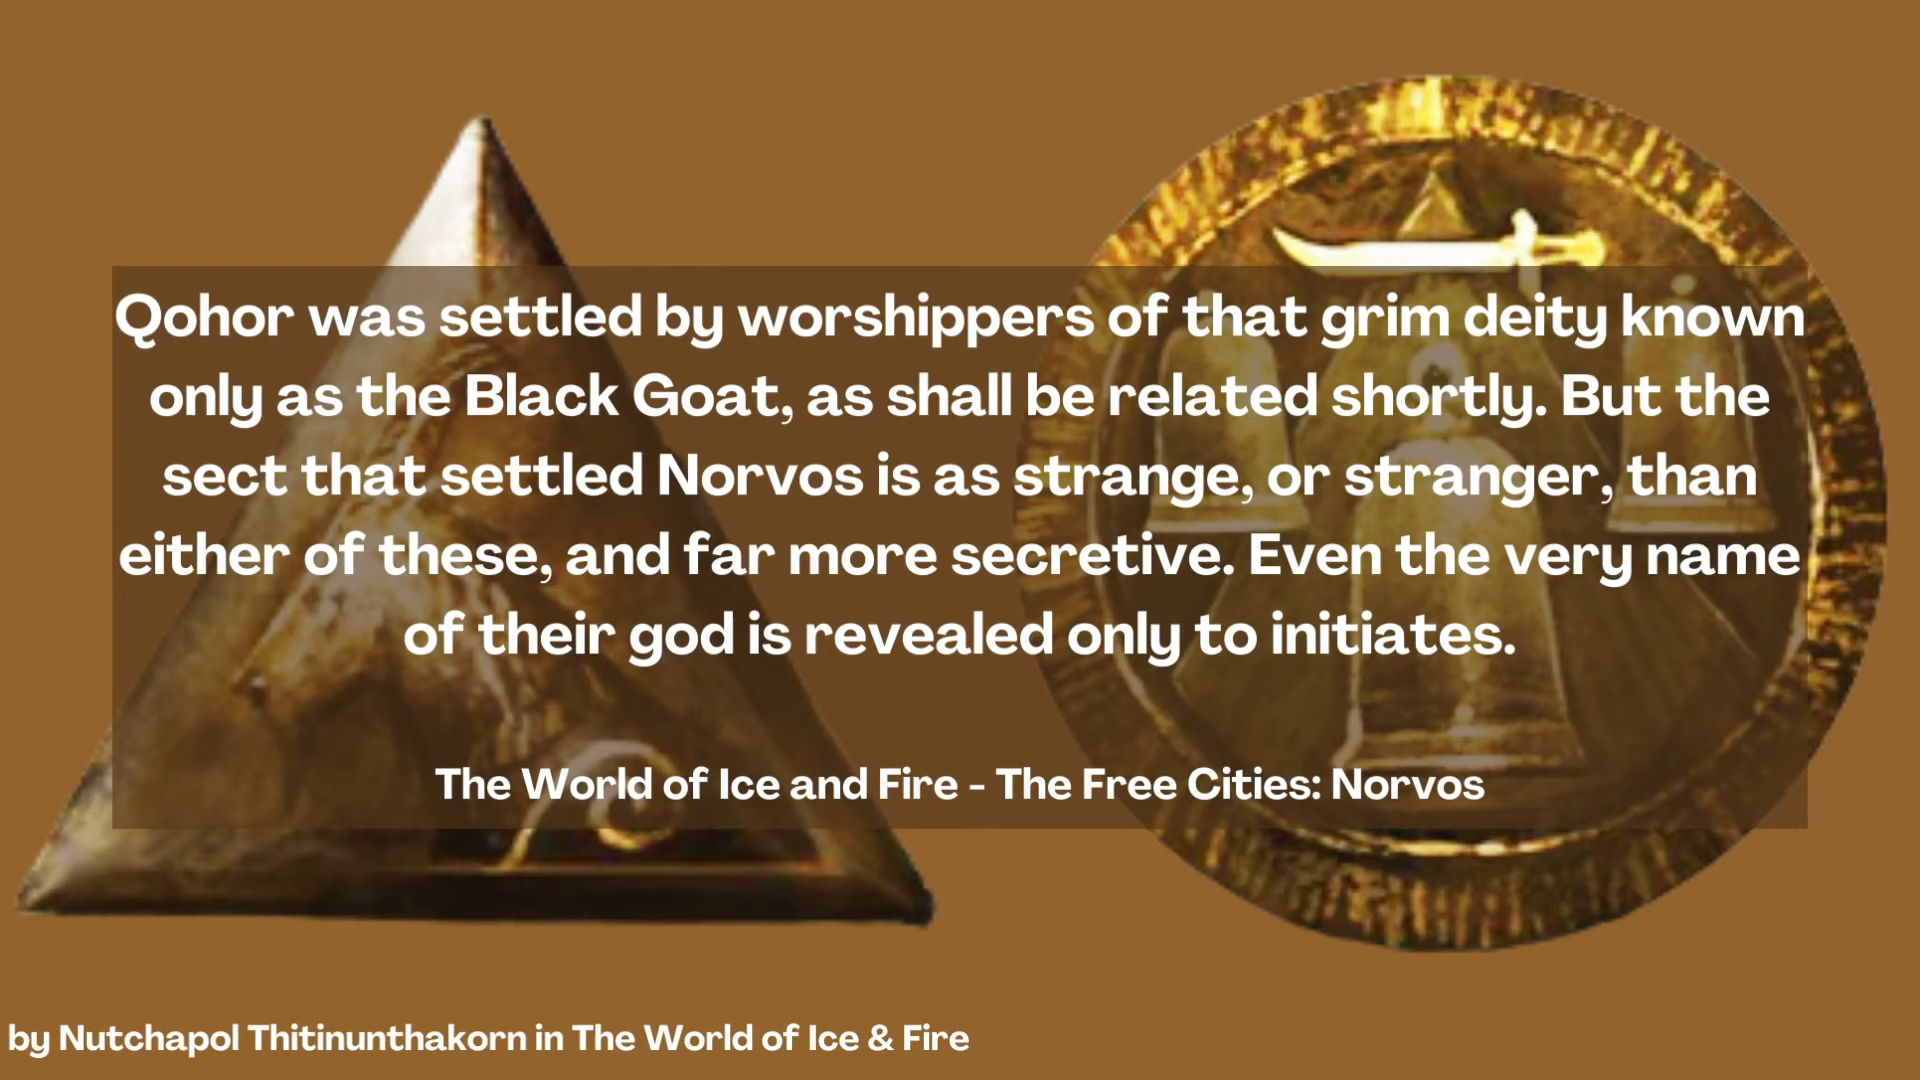 Qohor was settled by worshippers of that grim deity known
only as the Black Goat, as shall be related shortly. But the
sect that settled Norvos is as strange, or stranger, than
either of these, and far more secretive. Even the very name
of their god is revealed only to initiates.
The World of Ice and Fire - The Free Cities: Norvos
by Nutchapol Thitinunthakorn in The World of Ice & Fire